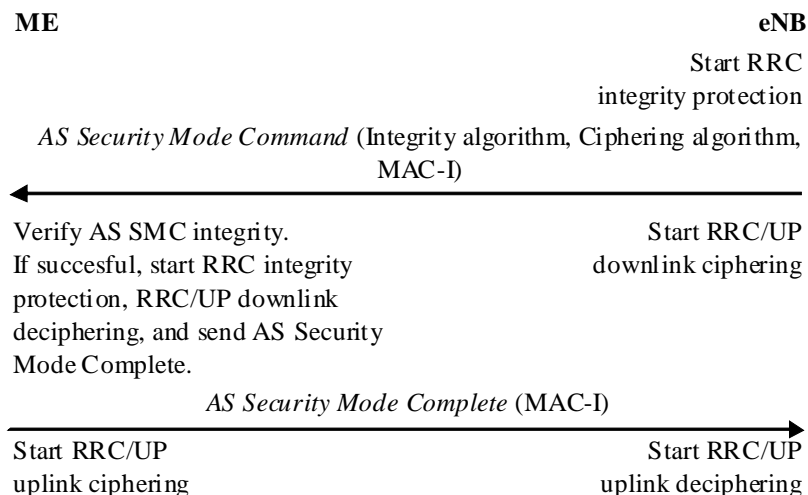 ME
eNB
Start RRC
integrity protection
AS Security Mode Command (Integrity algorithm, Ciphering algorithm,
MAC-I)
Verify AS SMC integrity.
If succesful, start RRC integrity
protection, RRC/UP downlink
deciphering, and send AS Security
Mode Complete.
Start RRC/UP
downlink ciphering
AS Security Mode Complete (MAC-I)
Start RRC/UP
uplink ciphering
Start RRC/UP
uplink deciphering